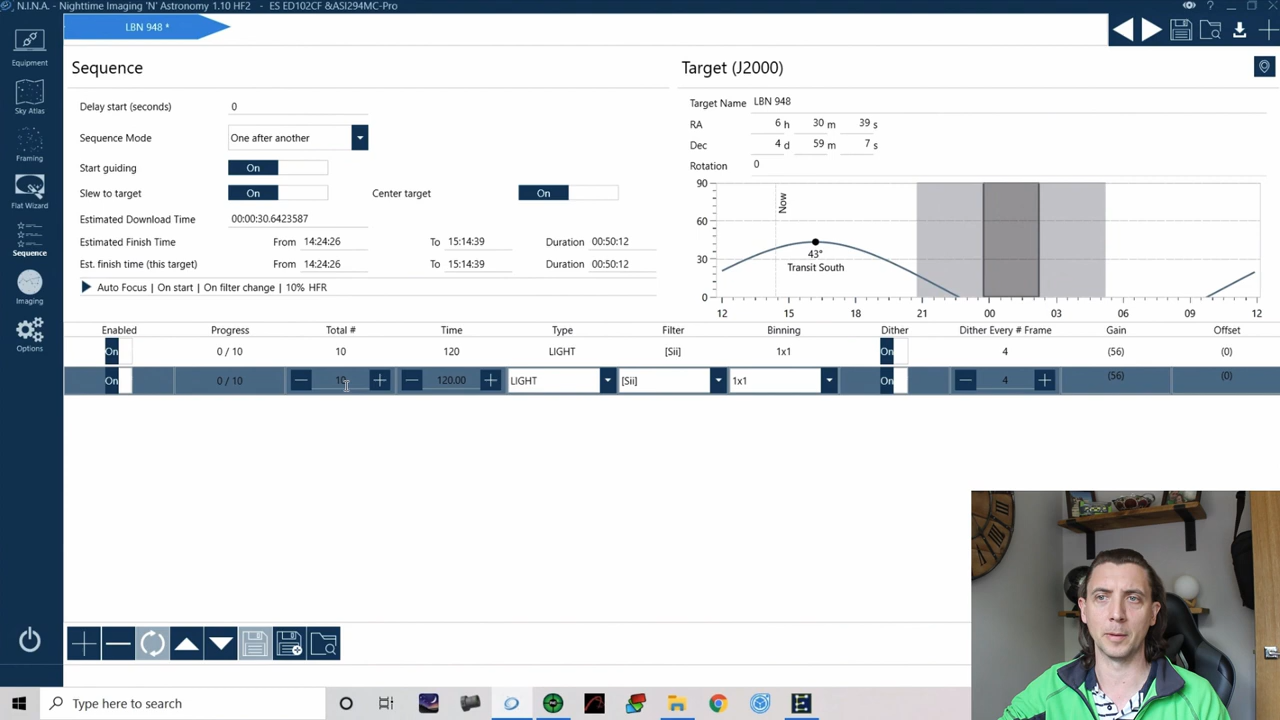 N.I.N.A. - Nighttime Imaging 'N' Astronomy 1.10 HF2 - ES ED102CF &ASI294MC-Pro
LBN 948 *
Equipment
Sky Atlas
Framing
Flat Wizard
Sequence
Imaging
Options
Sequence
Delay start (seconds) 0
Sequence Mode One after another
Start guiding On
Slew to target On Center target On
Estimated Download Time 00:00:30.6423587
Estimated Finish Time From 14:24:26 To 15:14:39 Duration 00:50:12
Est. finish time (this target) From 14:24:26 To 15:14:39 Duration 00:50:12
Auto Focus | On start | On filter change | 10% HFR
Target (J2000)
Target Name LBN 948
RA 6 h 30 m 39 s
Dec 4 d 59 m 7 s
Rotation 0
90
60
30
0
Now
43°
Transit South
12 15 18 21 00 03 06 09 12
Enabled Progress Total # Time Type Filter Binning Dither Dither Every # Frame Gain Offset
On 0 / 10 10 120 LIGHT [Sii] 1x1 On 4 (56) (0)
On 0 / 10 10 120.00 LIGHT [Sii] 1x1 On 4 (56) (0)
Type here to search